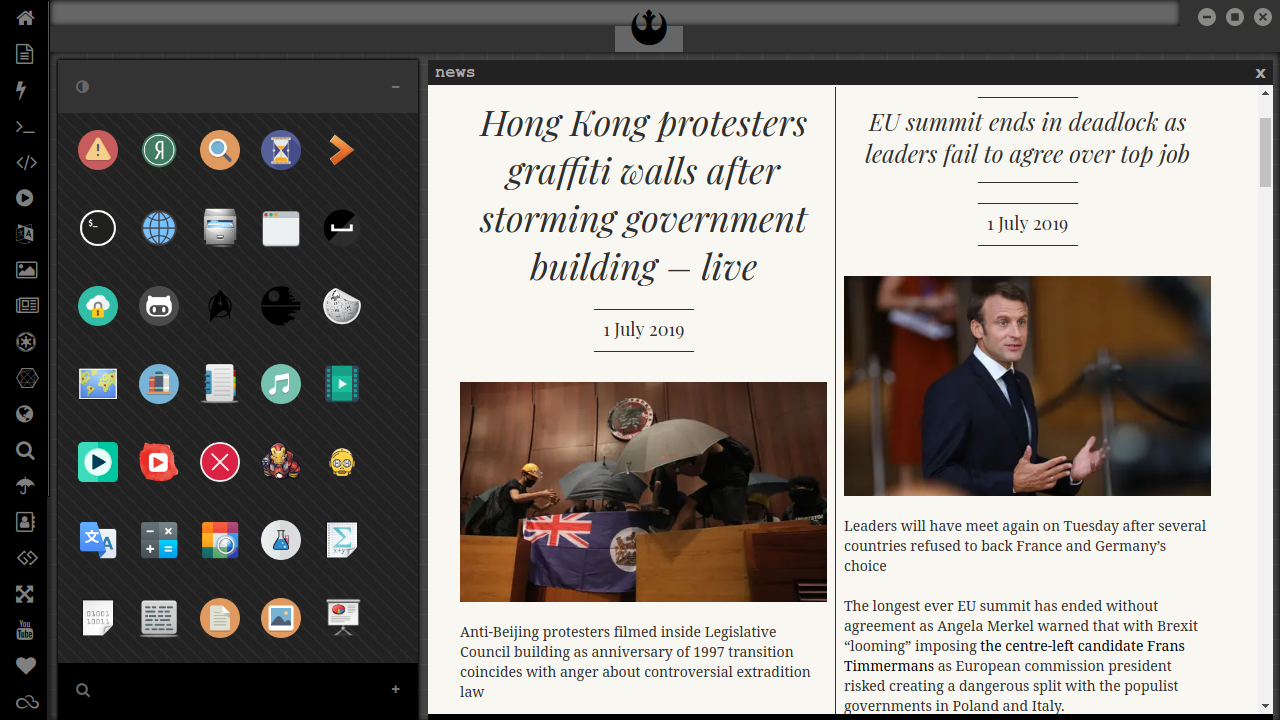 news
x
Hong Kong protesters
graffiti walls after
storming government
building – live
1 July 2019
Anti-Beijing protesters filmed inside Legislative
Council building as anniversary of 1997 transition
coincides with anger about controversial extradition
law
EU summit ends in deadlock as
leaders fail to agree over top job
1 July 2019
Leaders will have meet again on Tuesday after several
countries refused to back France and Germany’s
choice
The longest ever EU summit has ended without
agreement as Angela Merkel warned that with Brexit
“looming” imposing the centre-left candidate Frans
Timmermans as European commission president
risked creating a dangerous split with the populist
governments in Poland and Italy.
You
Tube
Я
$_
文A
Σ
x+y
01001
10011